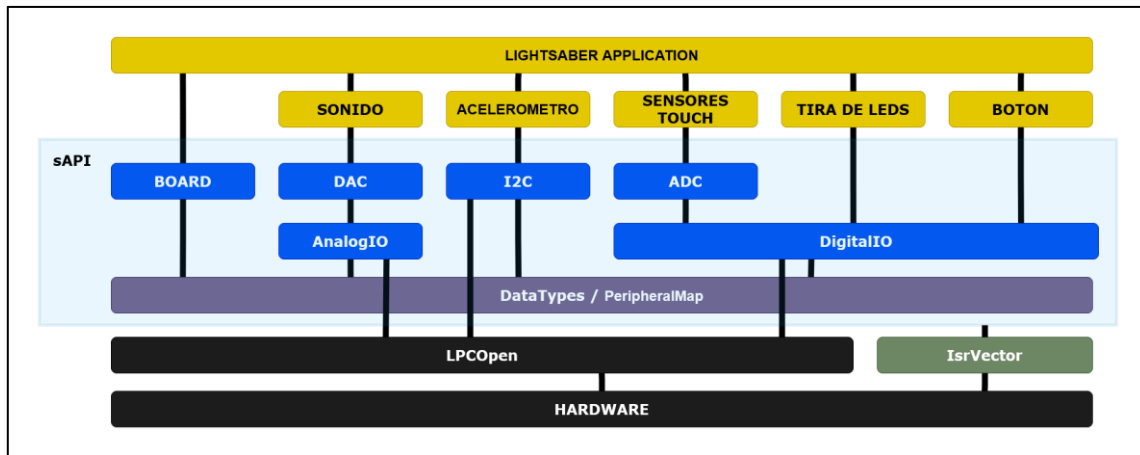 LIGHTSABER APPLICATION
SONIDO
ACELEROMETRO
SENSORES
TOUCH
TIRA DE LEDS
BOTON
sAPI
BOARD
DAC
I2C
ADC
AnalogIO
DigitalIO
DataTypes / PeripheralMap
LPCOpen
IsrVector
HARDWARE